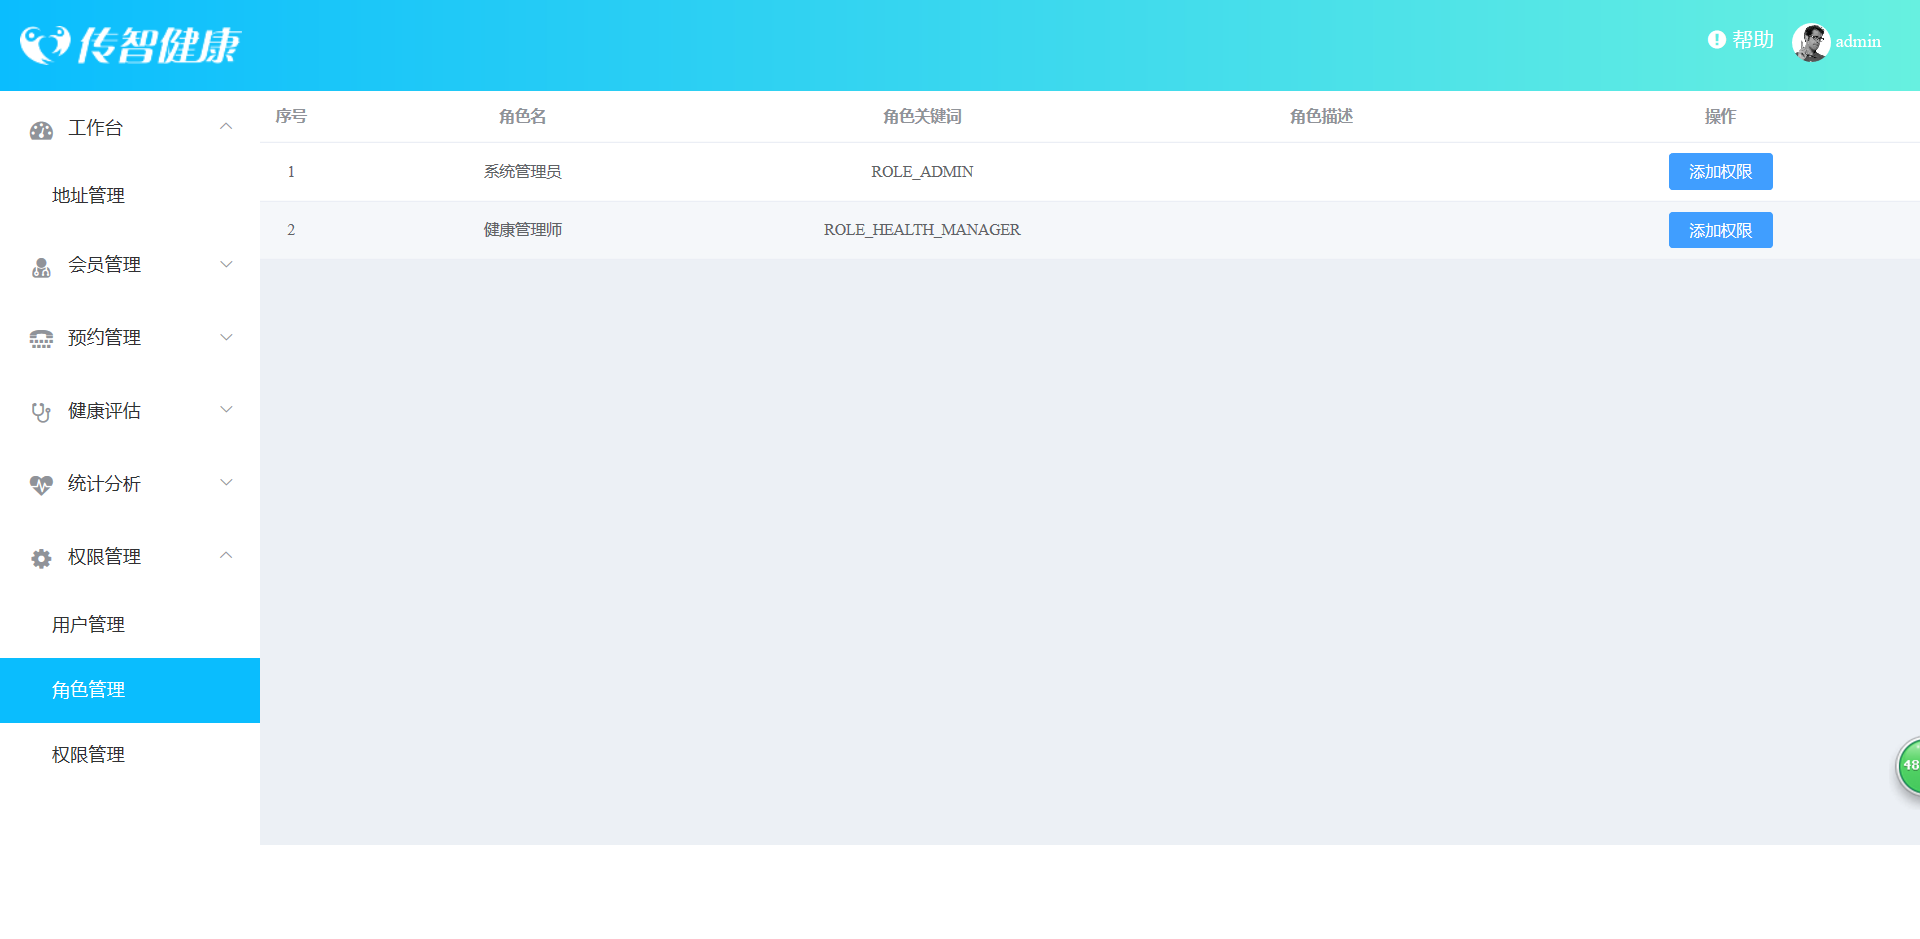 传智健康
帮助 admin
工作台
地址管理
会员管理
预约管理
健康评估
统计分析
权限管理
用户管理
角色管理
权限管理
序号 角色名 角色关键词 角色描述 操作
1 系统管理员 ROLE_ADMIN 添加权限
2 健康管理师 ROLE_HEALTH_MANAGER 添加权限
48